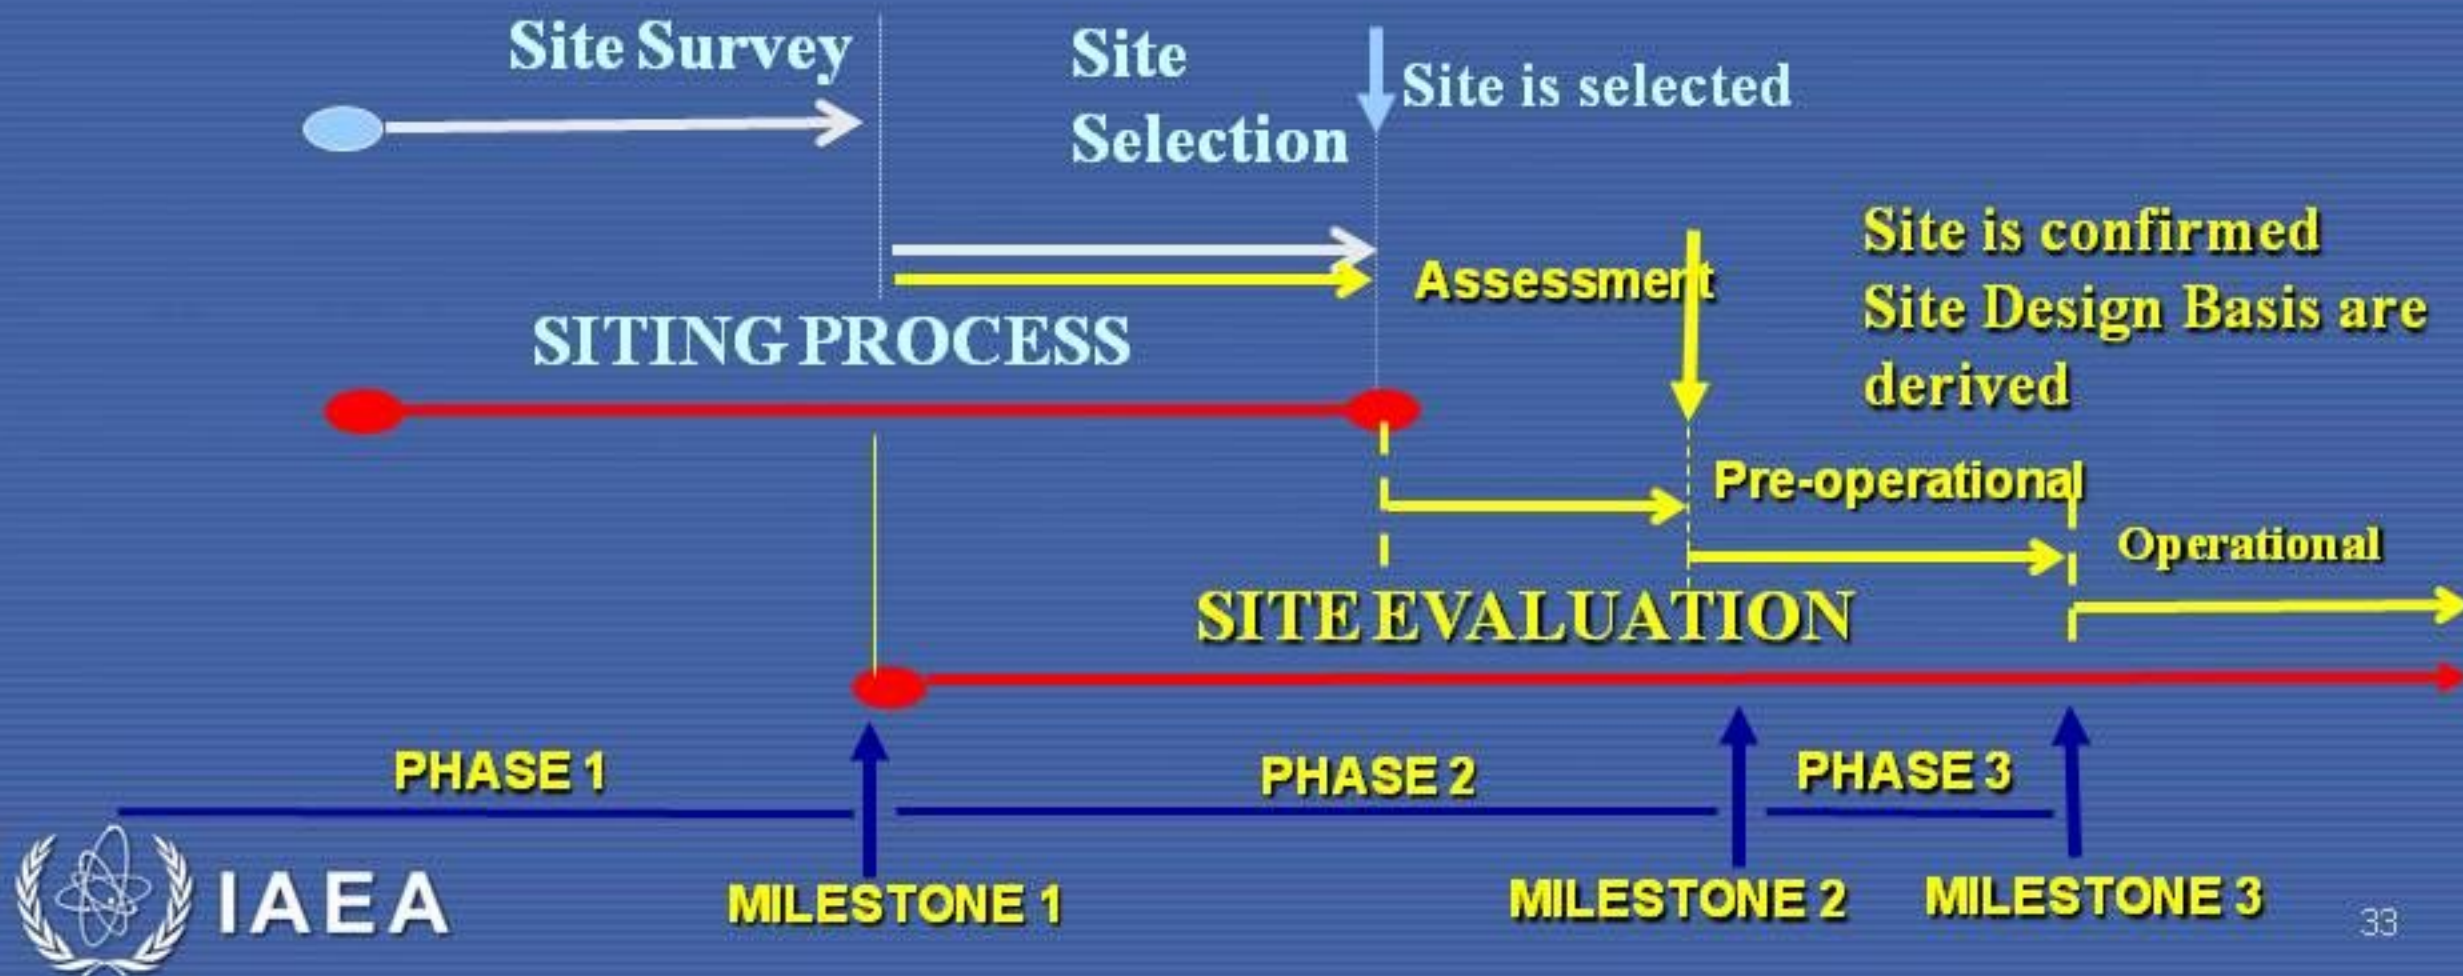 Site Survey
Site
Selection
Site is selected
Site is confirmed
Site Design Basis are
derived
Assessment
SITING PROCESS
Pre-operational
Operational
SITE EVALUATION
PHASE 1
PHASE 2
PHASE 3
IAEA
MILESTONE 1
MILESTONE 2
MILESTONE 3
33